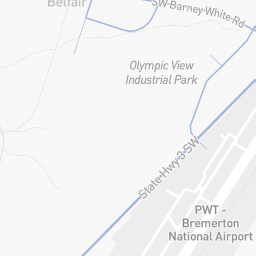 Belfair
SW-Barney-White-Rd
Olympic View
Industrial Park
State-Hwy-3-SW
PWT -
Bremerton
National Airport